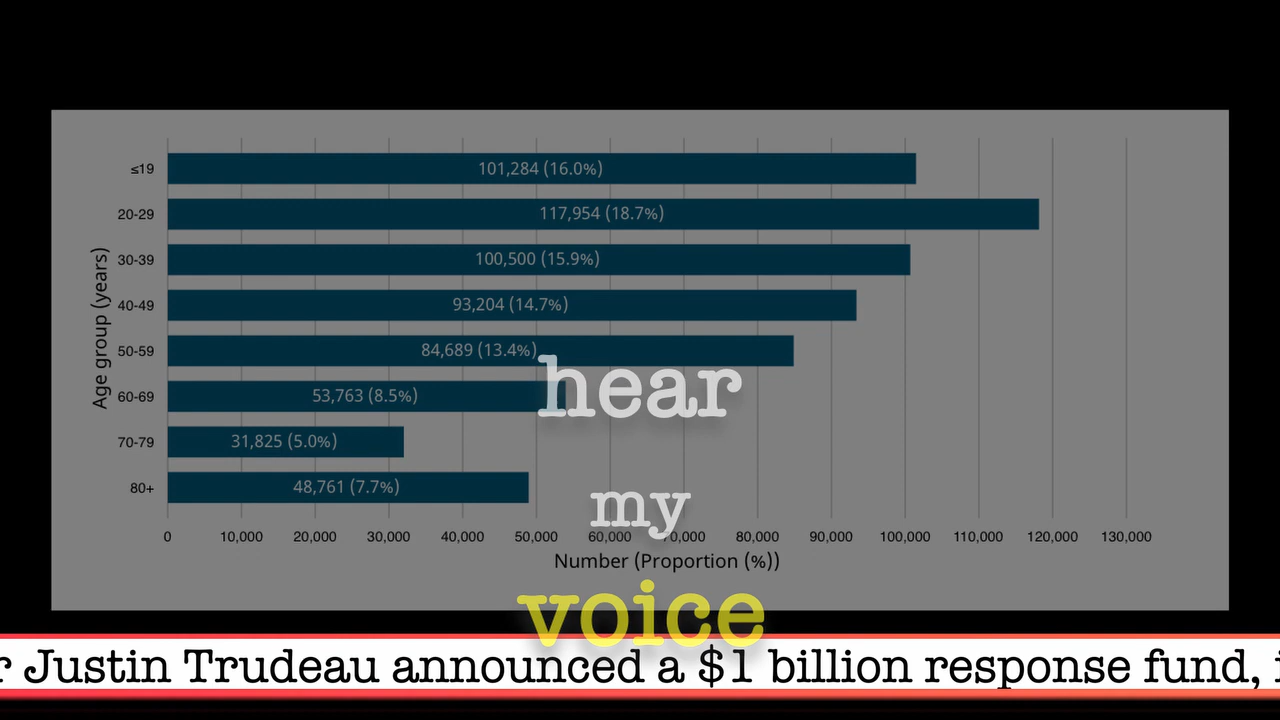 ≤19 101,284 (16.0%)
20-29 117,954 (18.7%)
30-39 100,500 (15.9%)
40-49 93,204 (14.7%)
50-59 84,689 (13.4%)
60-69 53,763 (8.5%)
70-79 31,825 (5.0%)
80+ 48,761 (7.7%)
Age group (years)
0 10,000 20,000 30,000 40,000 50,000 60,000 70,000 80,000 90,000 100,000 110,000 120,000 130,000
Number (Proportion (%))
hear
my
voice
r Justin Trudeau announced a $1 billion response fund, i